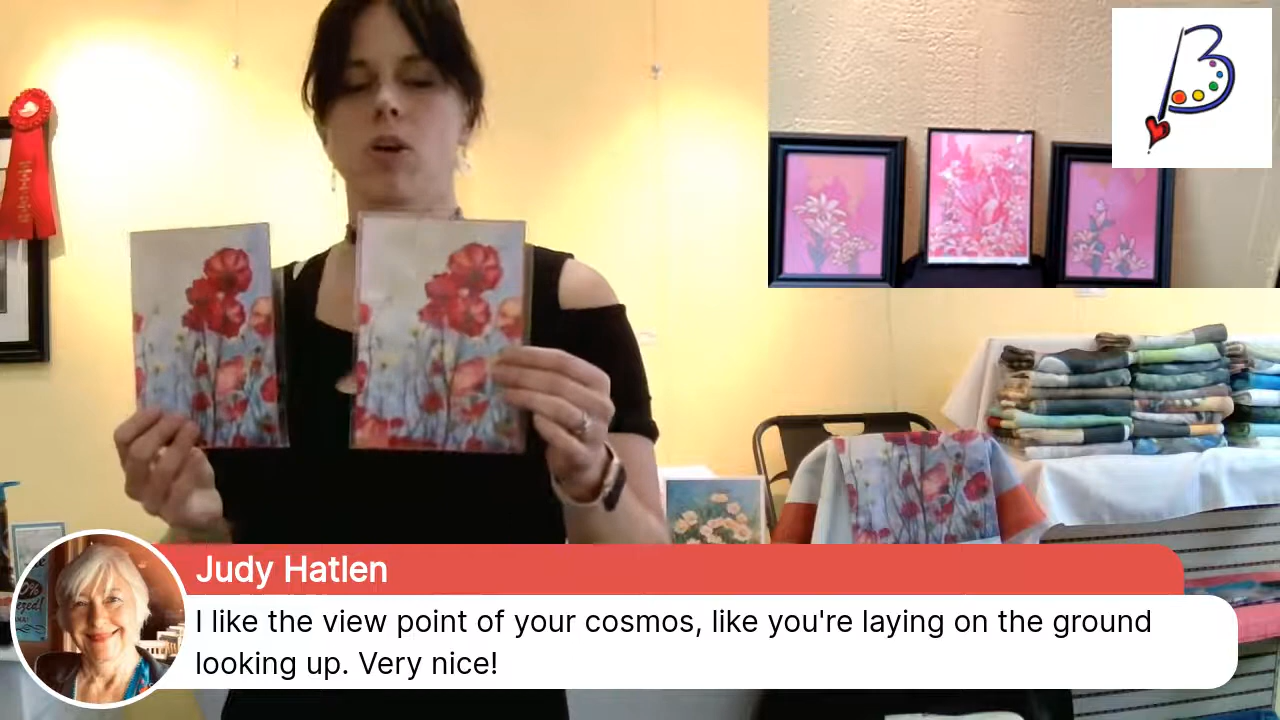 Judy Hatlen
I like the view point of your cosmos, like you're laying on the ground
looking up. Very nice!